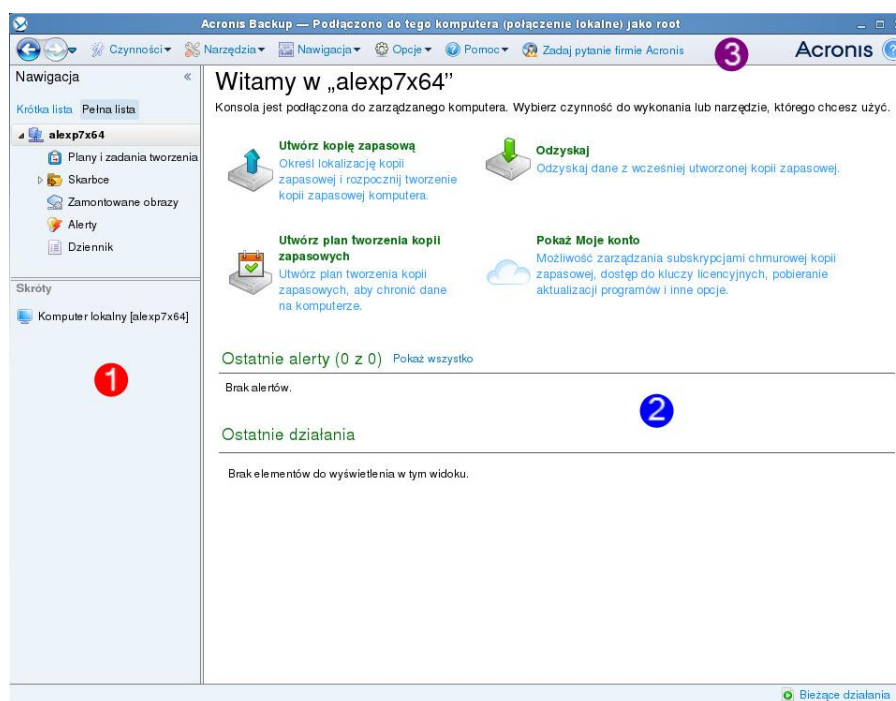 Acronis Backup — Podłączono do tego komputera (połączenie lokalne) jako root
Czynności Narzędzia Nawigacja Opcje Pomoc Zadaj pytanie firmie Acronis
3
Acronis
Nawigacja
Krótka lista Pełna lista
alexp7x64
Plany i zadania tworzenia
Skarbce
Zamontowane obrazy
Alerty
Dziennik
Skróty
Komputer lokalny [alexp7x64]
1
Witamy w „alexp7x64”
Konsola jest podłączona do zarządzanego komputera. Wybierz czynność do wykonania lub narzędzie, którego chcesz użyć.
Utwórz kopię zapasową
Określ lokalizację kopii
zapasowej i rozpocznij tworzenie
kopii zapasowej komputera.
Odzyskaj
Odzyskaj dane z wcześniej utworzonej kopii zapasowej.
Utwórz plan tworzenia kopii
zapasowych
Utwórz plan tworzenia kopii
zapasowych, aby chronić dane
na komputerze.
Pokaż Moje konto
Możliwość zarządzania subskrypcjami chmurowej kopii
zapasowej, dostęp do kluczy licencyjnych, pobieranie
aktualizacji programów i inne opcje.
Ostatnie alerty (0 z 0) Pokaż wszystko
Brak alertów.
2
Ostatnie działania
Brak elementów do wyświetlenia w tym widoku.
Bieżące działania